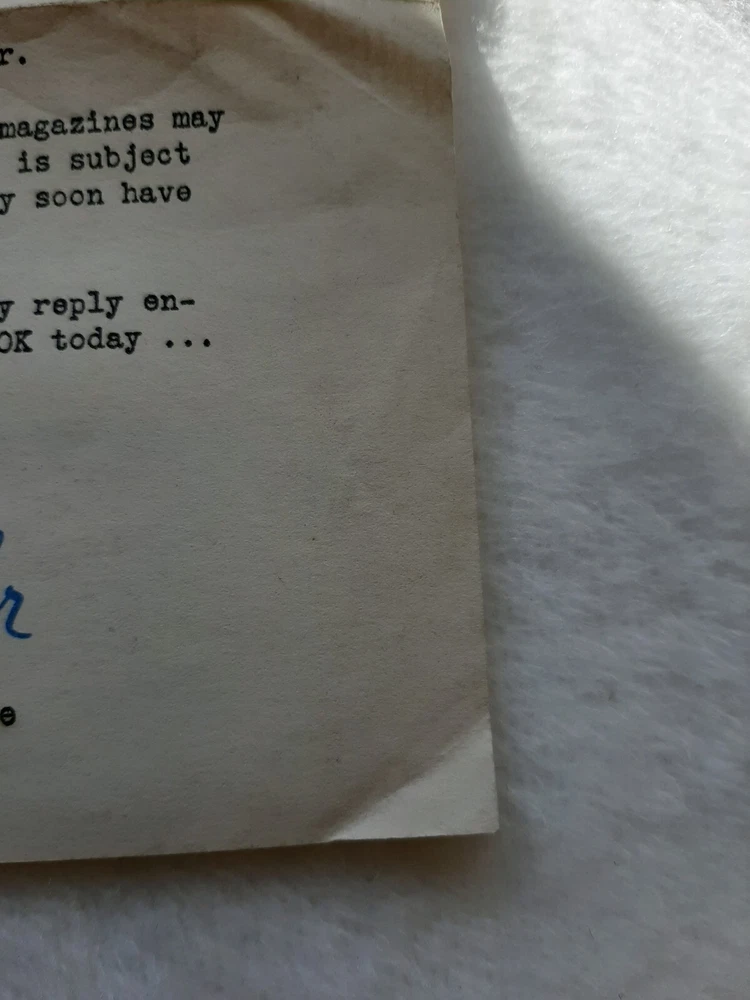 r.
magazines may
is subject
y soon have
y reply en-
OK today ...
r
e